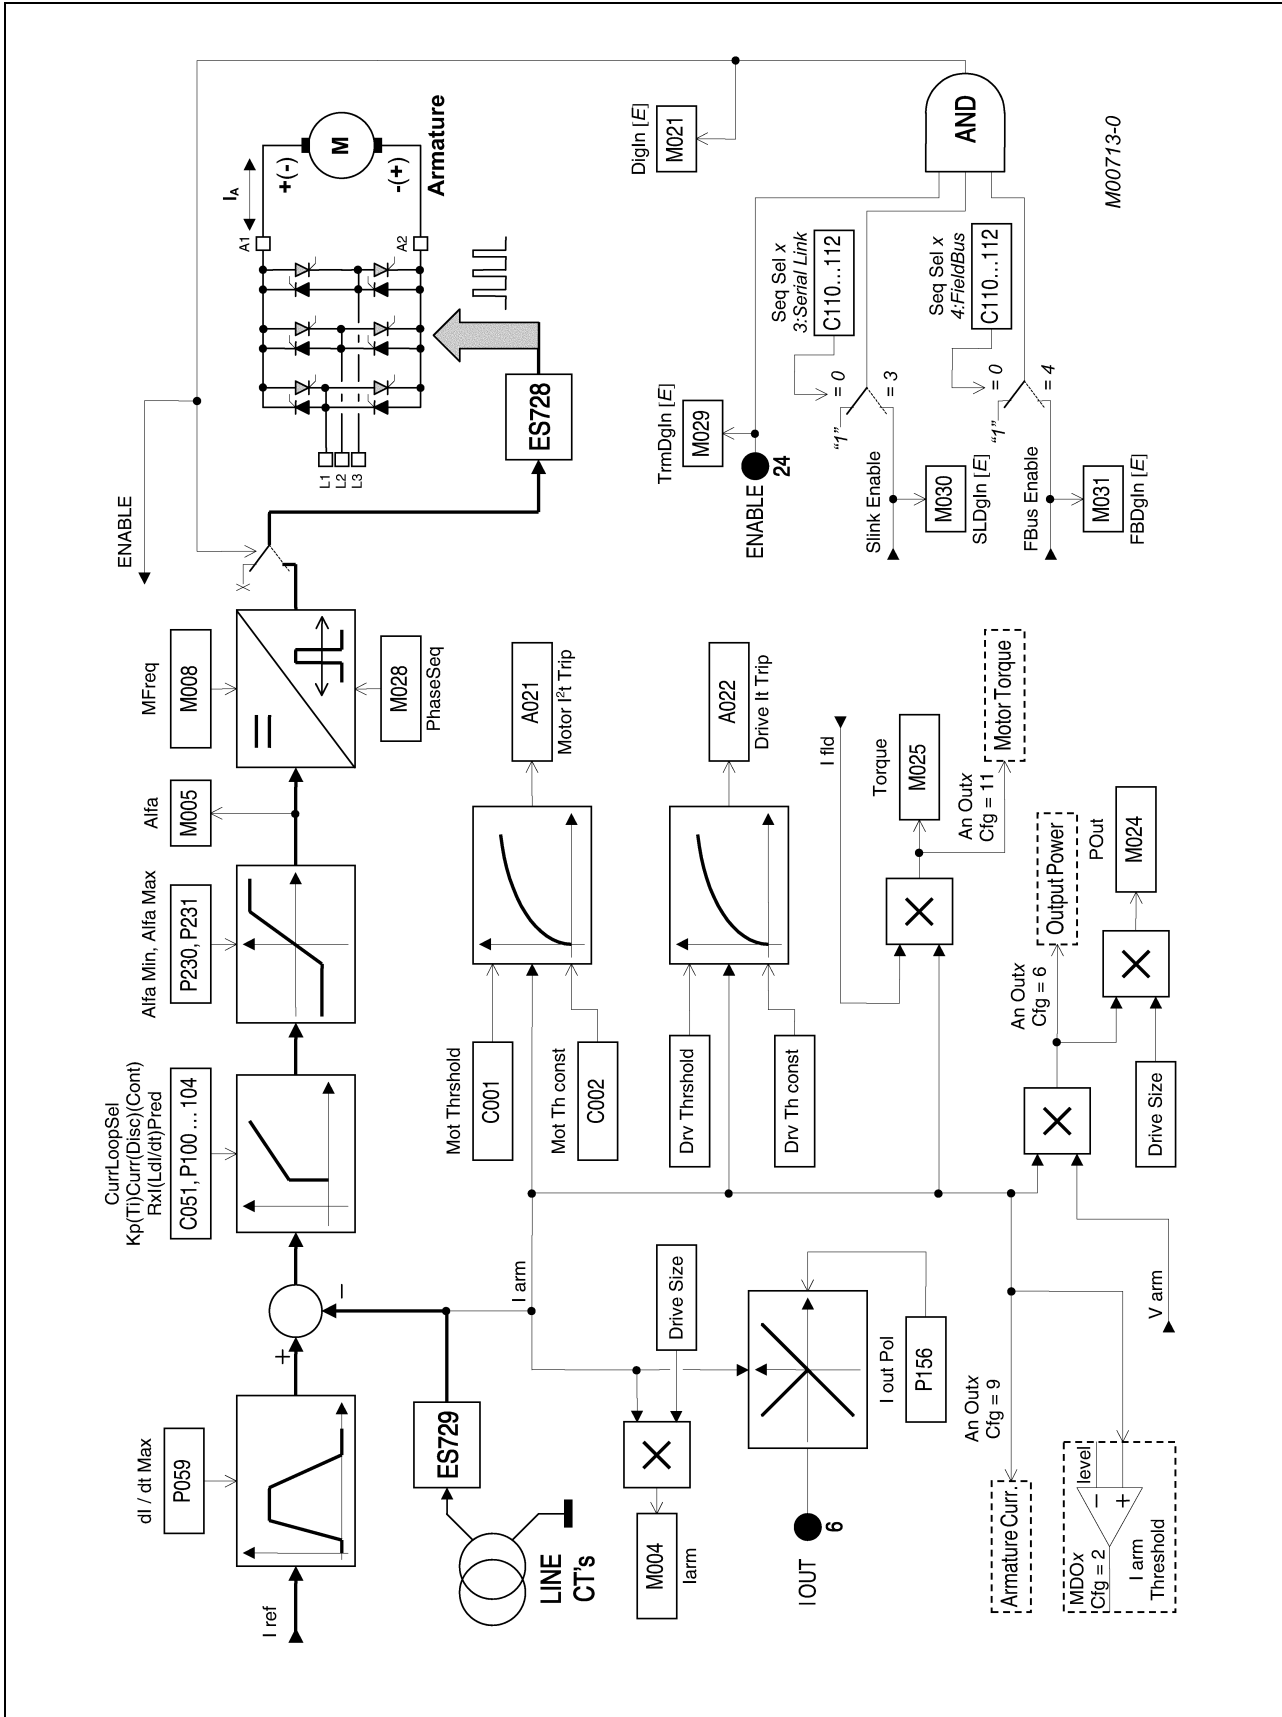 I ref
dI / dt Max
P059
+
−
CurrLoopSel
Kp(Ti)Curr(Disc)(Cont)
RxI(LdI/dt)Pred
C051, P100 ... 104
Alfa Min, Alfa Max
P230, P231
Alfa
M005
MFreq
M008
M028
PhaseSeq
ENABLE
ES728
L1
L2
L3
A1
A2
I_A
+(-)
-(+)
M
Armature
LINE
CT's
ES729
I arm
Mot Thrshold
C001
Mot Th const
C002
A021
Motor I²t Trip
Drv Thrshold
Drv Th const
A022
Drive It Trip
Drive Size
M004
Iarm
I OUT
6
I out Pol
P156
I fld
Torque
M025
An Outx
Cfg = 11
Motor Torque
An Outx
Cfg = 6
Output Power
POut
M024
Drive Size
V arm
An Outx
Cfg = 9
Armature Curr.
MDOx
Cfg = 2
level
−
+
I arm
Threshold
DigIn [E]
M021
TrmDgIn [E]
M029
ENABLE
24
Seq Sel x
3:Serial Link
C110...112
"1"
= 0
= 3
Slink Enable
M030
SLDgIn [E]
Seq Sel x
4:FieldBus
C110...112
"1"
= 0
= 4
FBus Enable
M031
FBDgIn [E]
AND
M00713-0